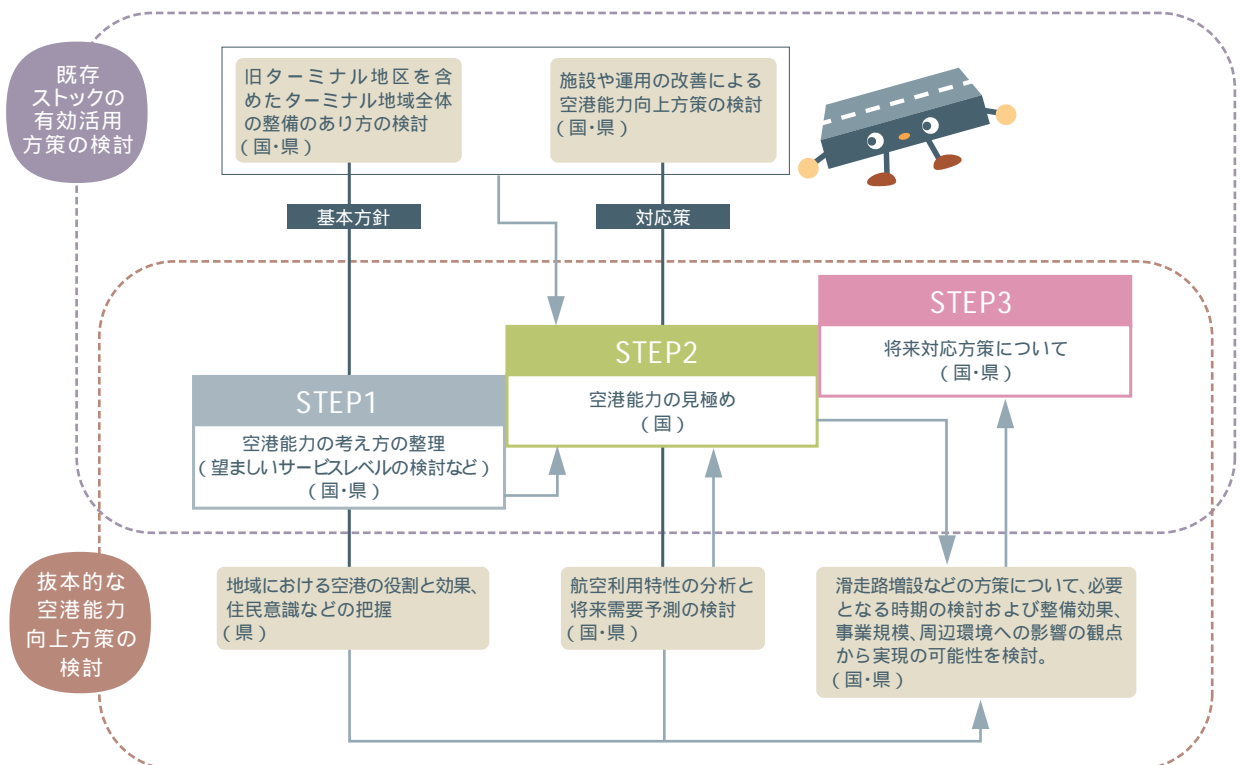 既存
ストックの
有効活用
方策の検討
旧ターミナル地区を含
めたターミナル地域全体
の整備のあり方の検討
(国・県)
施設や運用の改善による
空港能力向上方策の検討
(国・県)
基本方針
対応策
STEP1
空港能力の考え方の整理
(望ましいサービスレベルの検討など)
(国・県)
STEP2
空港能力の見極め
(国)
STEP3
将来対応方策について
(国・県)
抜本的な
空港能力
向上方策の
検討
地域における空港の役割と効果、
住民意識などの把握
(県)
航空利用特性の分析と
将来需要予測の検討
(国・県)
滑走路増設などの方策について、必要
となる時期の検討および整備効果、
事業規模、周辺環境への影響の観点
から実現の可能性を検討。
(国・県)